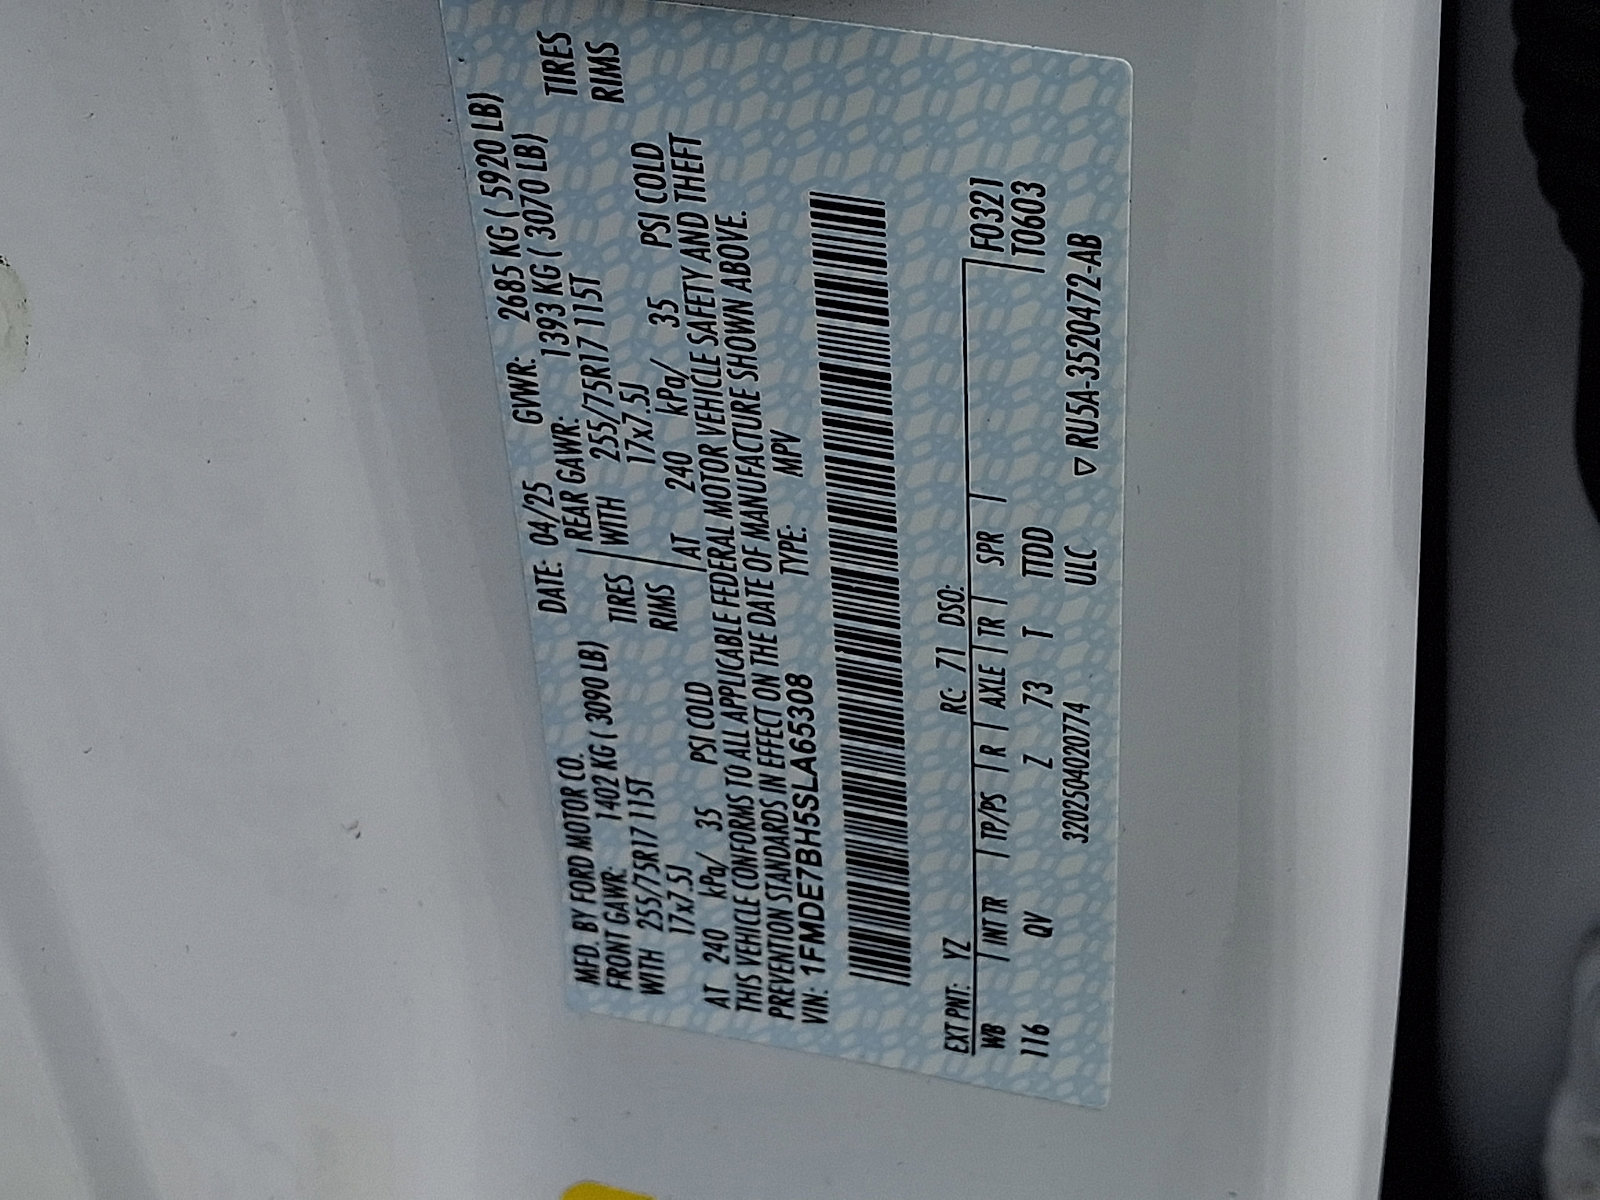 MFD. BY FORD MOTOR CO. DATE: 04/25 GVWR: 2685 KG ( 5920 LB)
FRONT GAWR: 1402 KG ( 3090 LB) REAR GAWR: 1393 KG ( 3070 LB)
WITH 255/75R17 115T TIRES WITH 255/75R17 115T TIRES
17x7.5J RIMS 17x7.5J RIMS
AT 240 kPa/ 35 PSI COLD AT 240 kPa/ 35 PSI COLD
THIS VEHICLE CONFORMS TO ALL APPLICABLE FEDERAL MOTOR VEHICLE SAFETY AND THEFT
PREVENTION STANDARDS IN EFFECT ON THE DATE OF MANUFACTURE SHOWN ABOVE.
VIN: 1FMDE7BH5SLA65308 TYPE: MPV
EXT PNT: YZ RC: 71 DSO: F0321
WB INT TR TP/PS R AXLE TR SPR T0603
116 QV Z 73 T TTDD
320250402077​4 ULC ▽ RU5A-3520472-AB